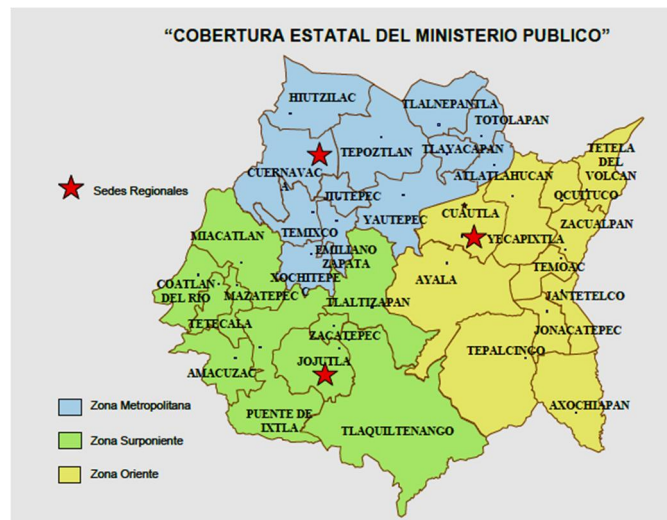 “COBERTURA ESTATAL DEL MINISTERIO PUBLICO”
HIUTZILAC
TLALNEPANTLA
TOTOLAPAN
TEPOZTLAN
TLAYACAPAN
TETELA
DEL
VOLCAN
CUERNAVAC
A
ATLATLAHUCAN
OCUITUCO
Sedes Regionales
JIUTEPEC
YAUTEPEC
CUAUTLA
ZACUALPAN
MIACATLAN
TEMIXCO
YECAPIXTLA
EMILIANO
ZAPATA
AYALA
TEMOAC
COATLAN
DEL RIO
XOCHITEPE
C
MAZATEPEC
TLALTIZAPAN
JANTETELCO
TETECALA
ZACATEPEC
JONACATEPEC
JOJUTLA
TEPALCINGO
AMACUZAC
AXOCHIAPAN
Zona Metropolitana
PUENTE DE
IXTLA
TLAQUILTENANGO
Zona Surponiente
Zona Oriente